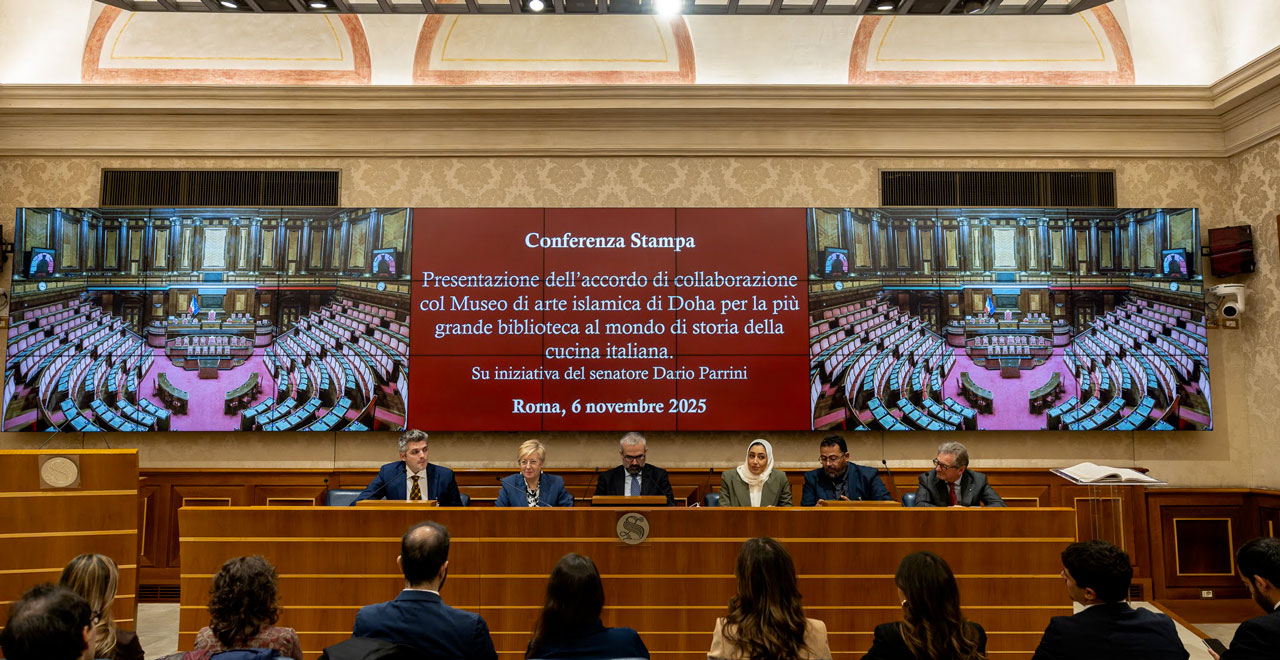 Conferenza Stampa
Presentazione dell'accordo di collaborazione
col Museo di arte islamica di Doha per la più
grande biblioteca al mondo di storia della
cucina italiana.
Su iniziativa del senatore Dario Parrini
Roma, 6 novembre 2025